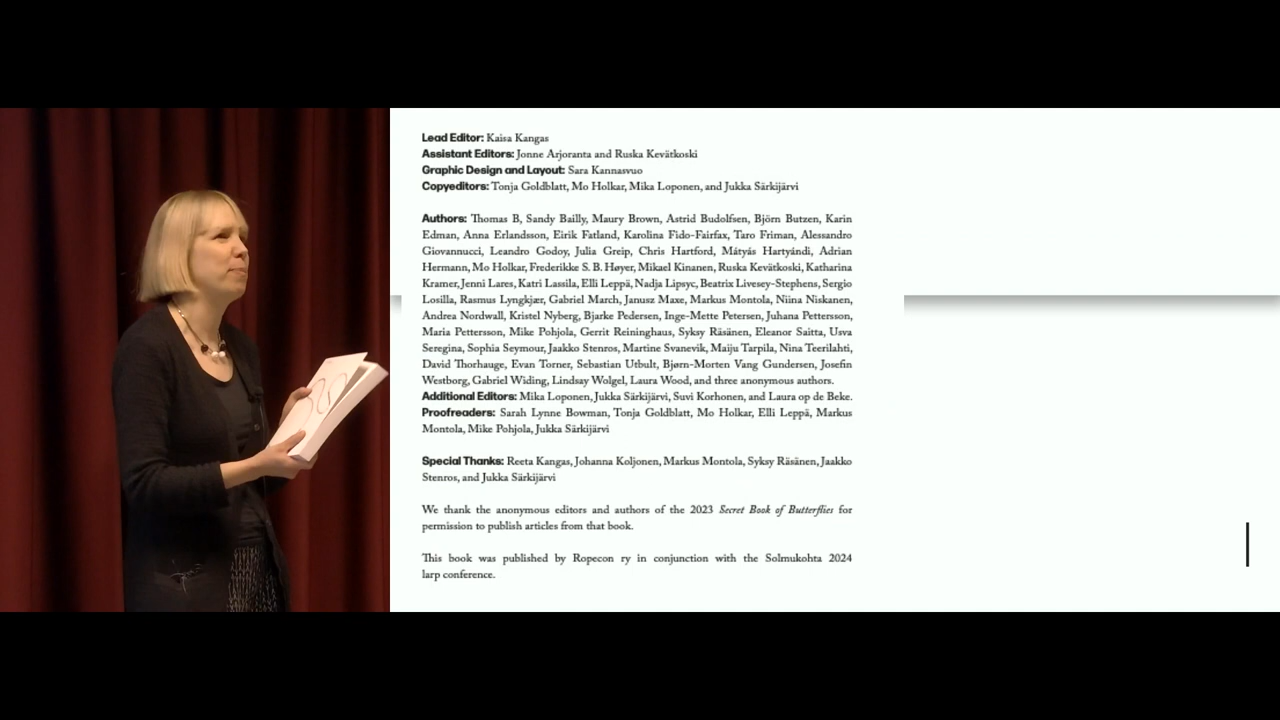 Lead Editor: Kaisa Kangas
Assistant Editors: Jonne Arjoranta and Ruska Kevätkoski
Graphic Design and Layout: Sara Kannasvuo
Copyeditors: Tonja Goldblatt, Mo Holkar, Mika Loponen, and Jukka Särkijärvi
Authors: Thomas B, Sandy Bailly, Maury Brown, Astrid Budolfsen, Björn Butzen, Karin
Edman, Anna Erlandsson, Eirik Fatland, Karolina Fido-Fairfax, Taro Friman, Alessandro
Giovannucci, Leandro Godoy, Julia Greip, Chris Hartford, Mátyás Hartyándi, Adrian
Hermann, Mo Holkar, Frederikke S. B. Høyer, Mikael Kinanen, Ruska Kevätkoski, Katharina
Kramer, Jenni Lares, Katri Lassila, Elli Leppä, Nadja Lipsyc, Beatrix Livesey-Stephens, Sergio
Losilla, Rasmus Lyngkjær, Gabriel March, Janusz Maxe, Markus Montola, Niina Niskanen,
Andrea Nordwall, Kristel Nyberg, Bjarke Pedersen, Inge-Mette Petersen, Juhana Pettersson,
Maria Pettersson, Mike Pohjola, Gerrit Reininghaus, Syksy Räsänen, Eleanor Saitta, Usva
Seregina, Sophia Seymour, Jaakko Stenros, Martine Svanevik, Maiju Tarpila, Nina Teerilahti,
David Thorhauge, Evan Torner, Sebastian Utbult, Bjørn-Morten Vang Gundersen, Josefin
Westborg, Gabriel Widing, Lindsay Wolgel, Laura Wood, and three anonymous authors.
Additional Editors: Mika Loponen, Jukka Särkijärvi, Suvi Korhonen, and Laura op de Beke.
Proofreaders: Sarah Lynne Bowman, Tonja Goldblatt, Mo Holkar, Elli Leppä, Markus
Montola, Mike Pohjola, Jukka Särkijärvi
Special Thanks: Reeta Kangas, Johanna Koljonen, Markus Montola, Syksy Räsänen, Jaakko
Stenros, and Jukka Särkijärvi
We thank the anonymous editors and authors of the 2023 Secret Book of Butterflies for
permission to publish articles from that book.
This book was published by Ropecon ry in conjunction with the Solmukohta 2024
larp conference.